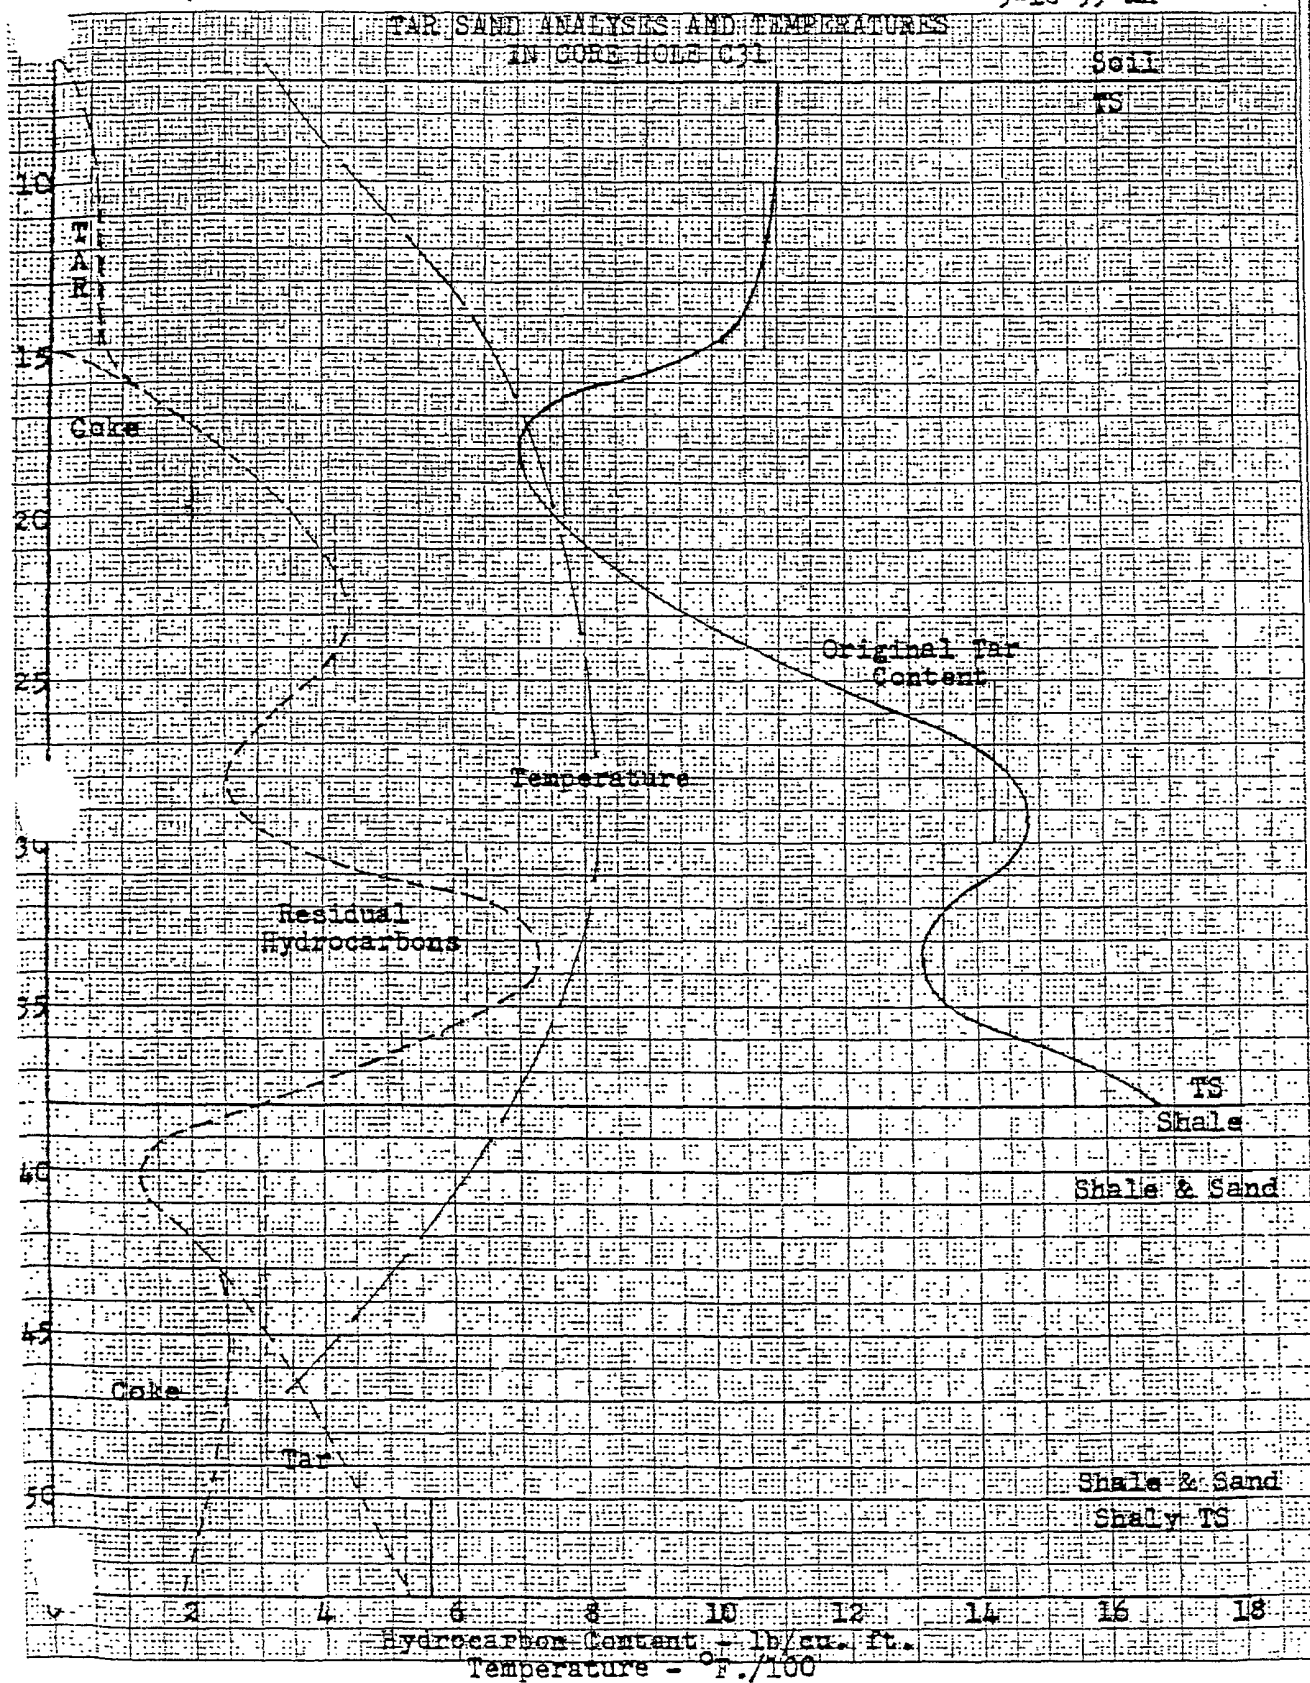 TAR SAND ANALYSES AND TEMPERATURES
IN CORE HOLE C31
Soil
TS
10
TAR
15
Coke
20
Original Tar
Content
25
Temperature
30
Residual
Hydrocarbons
35
TS
Shale
40
Shale & Sand
45
Coke
Tar
Shale & Sand
50
Shaly TS
0 2 4 6 8 10 12 14 16 18
Hydrocarbon Content - lb/cu. ft.
Temperature - °F./100